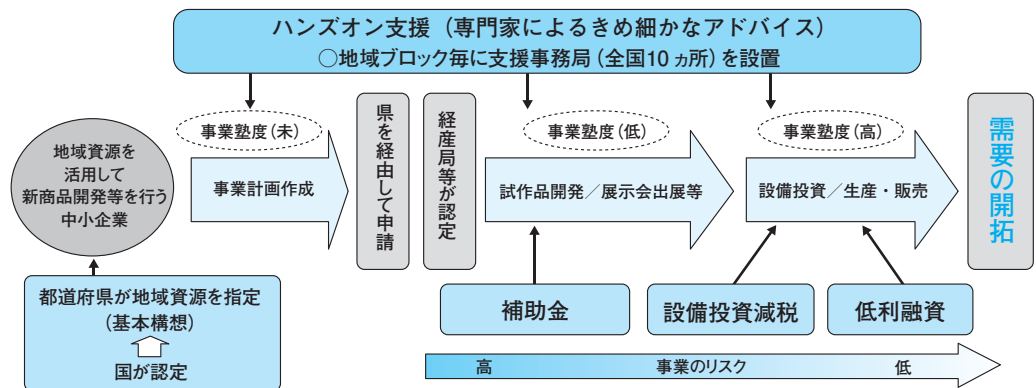 ハンズオン支援（専門家によるきめ細かなアドバイス）
○地域ブロック毎に支援事務局（全国10ヵ所）を設置
事業塾度（未）
事業塾度（低）
事業塾度（高）
地域資源を
活用して
新商品開発等を行う
中小企業
事業計画作成
県を経由して申請
経産局等が認定
試作品開発／展示会出展等
設備投資／生産・販売
需要の開拓
都道府県が地域資源を指定
（基本構想）
国が認定
補助金
設備投資減税
低利融資
高 事業のリスク 低